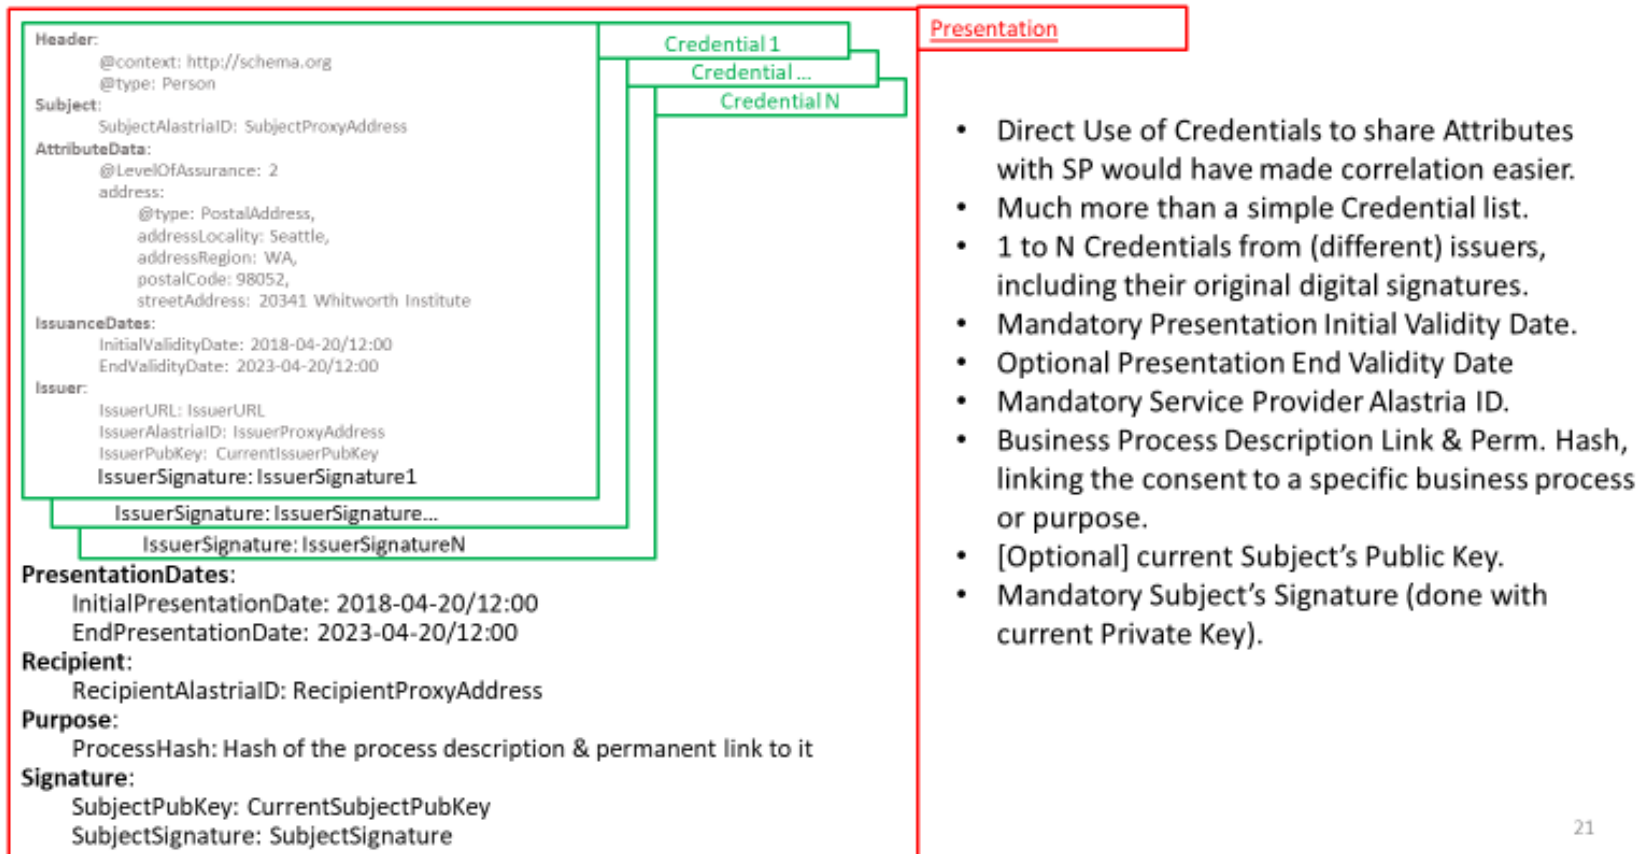 Header:
@context: http://schema.org
@type: Person
Subject:
SubjectAlastriaID: SubjectProxyAddress
AttributeData:
@LevelOfAssurance: 2
address:
@type: PostalAddress,
addressLocality: Seattle,
addressRegion: WA,
postalCode: 98052,
streetAddress: 20341 Whitworth Institute
IssuanceDates:
InitialValidityDate: 2018-04-20/12:00
EndValidityDate: 2023-04-20/12:00
Issuer:
IssuerURL: IssuerURL
IssuerAlastriaID: IssuerProxyAddress
IssuerPubKey: CurrentIssuerPubKey
IssuerSignature: IssuerSignature1
IssuerSignature: IssuerSignature...
IssuerSignature: IssuerSignatureN
Credential 1
Credential ...
Credential N
PresentationDates:
InitialPresentationDate: 2018-04-20/12:00
EndPresentationDate: 2023-04-20/12:00
Recipient:
RecipientAlastriaID: RecipientProxyAddress
Purpose:
ProcessHash: Hash of the process description & permanent link to it
Signature:
SubjectPubKey: CurrentSubjectPubKey
SubjectSignature: SubjectSignature
Presentation
• Direct Use of Credentials to share Attributes
with SP would have made correlation easier.
• Much more than a simple Credential list.
• 1 to N Credentials from (different) issuers,
including their original digital signatures.
• Mandatory Presentation Initial Validity Date.
• Optional Presentation End Validity Date
• Mandatory Service Provider Alastria ID.
• Business Process Description Link & Perm. Hash,
linking the consent to a specific business process
or purpose.
• [Optional] current Subject's Public Key.
• Mandatory Subject's Signature (done with
current Private Key).
21